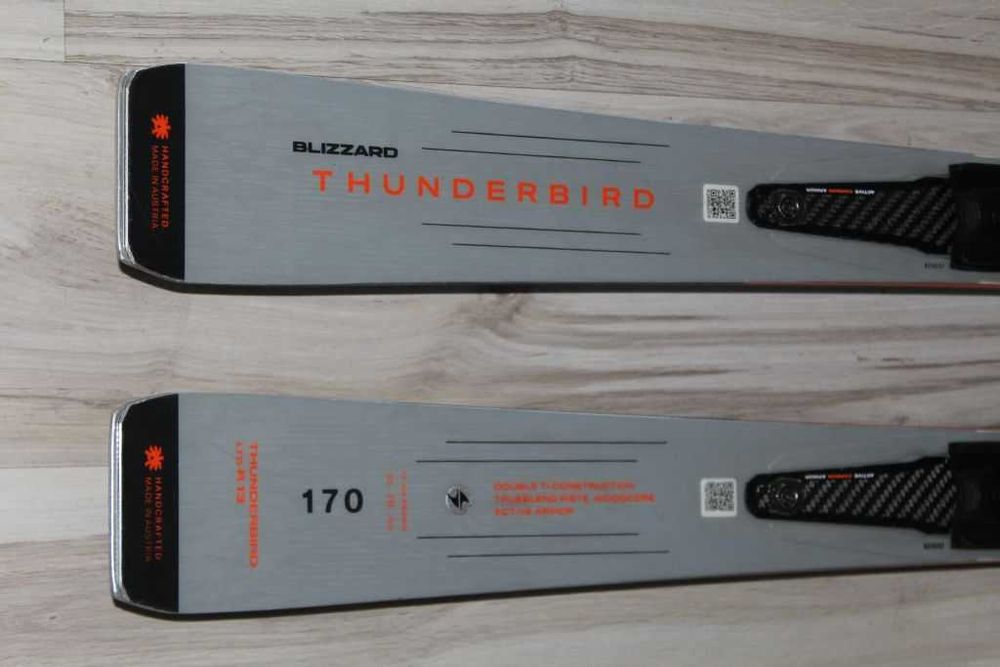 HANDCRAFTED
MADE IN AUSTRIA
BLIZZARD
THUNDERBIRD
HANDCRAFTED
MADE IN AUSTRIA
THUNDERBIRD
170
DOUBLE TI CONSTRUCTION
TRUEBLEND PISTE WOODCORE
ACTIVE ARMOR